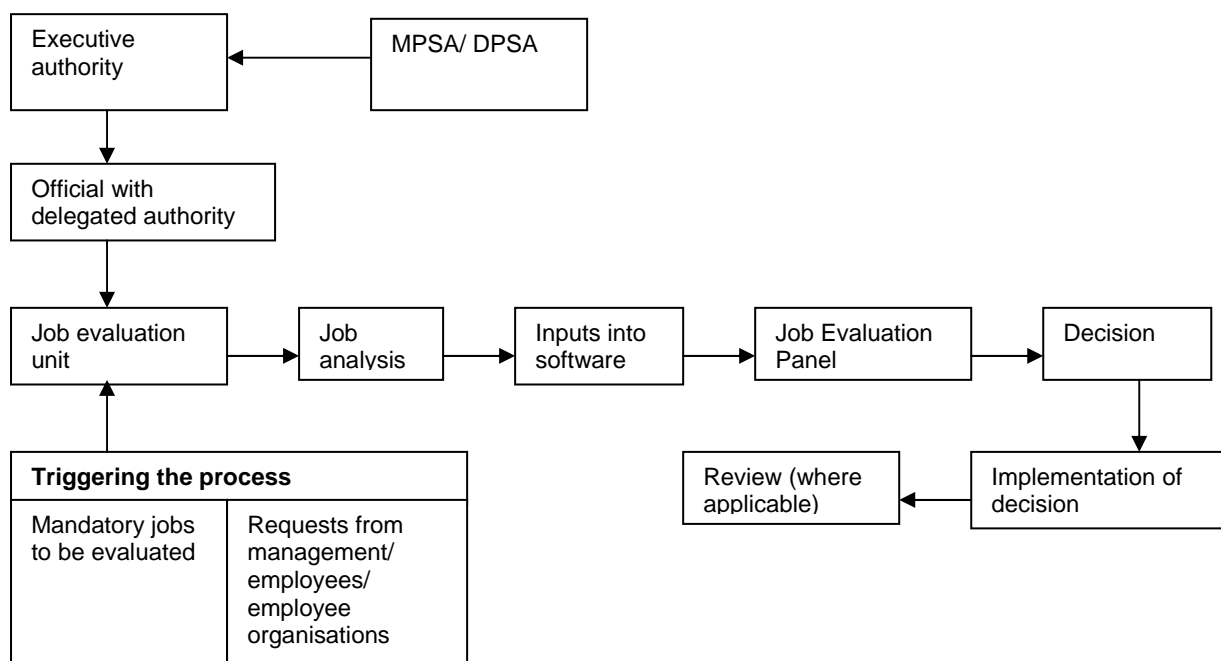 Executive
authority
MPSA/ DPSA
Official with
delegated authority
Job evaluation
unit
Job
analysis
Inputs into
software
Job Evaluation
Panel
Decision
Triggering the process
Mandatory jobs
to be evaluated
Requests from
management/
employees/
employee
organisations
Review (where
applicable)
Implementation of
decision